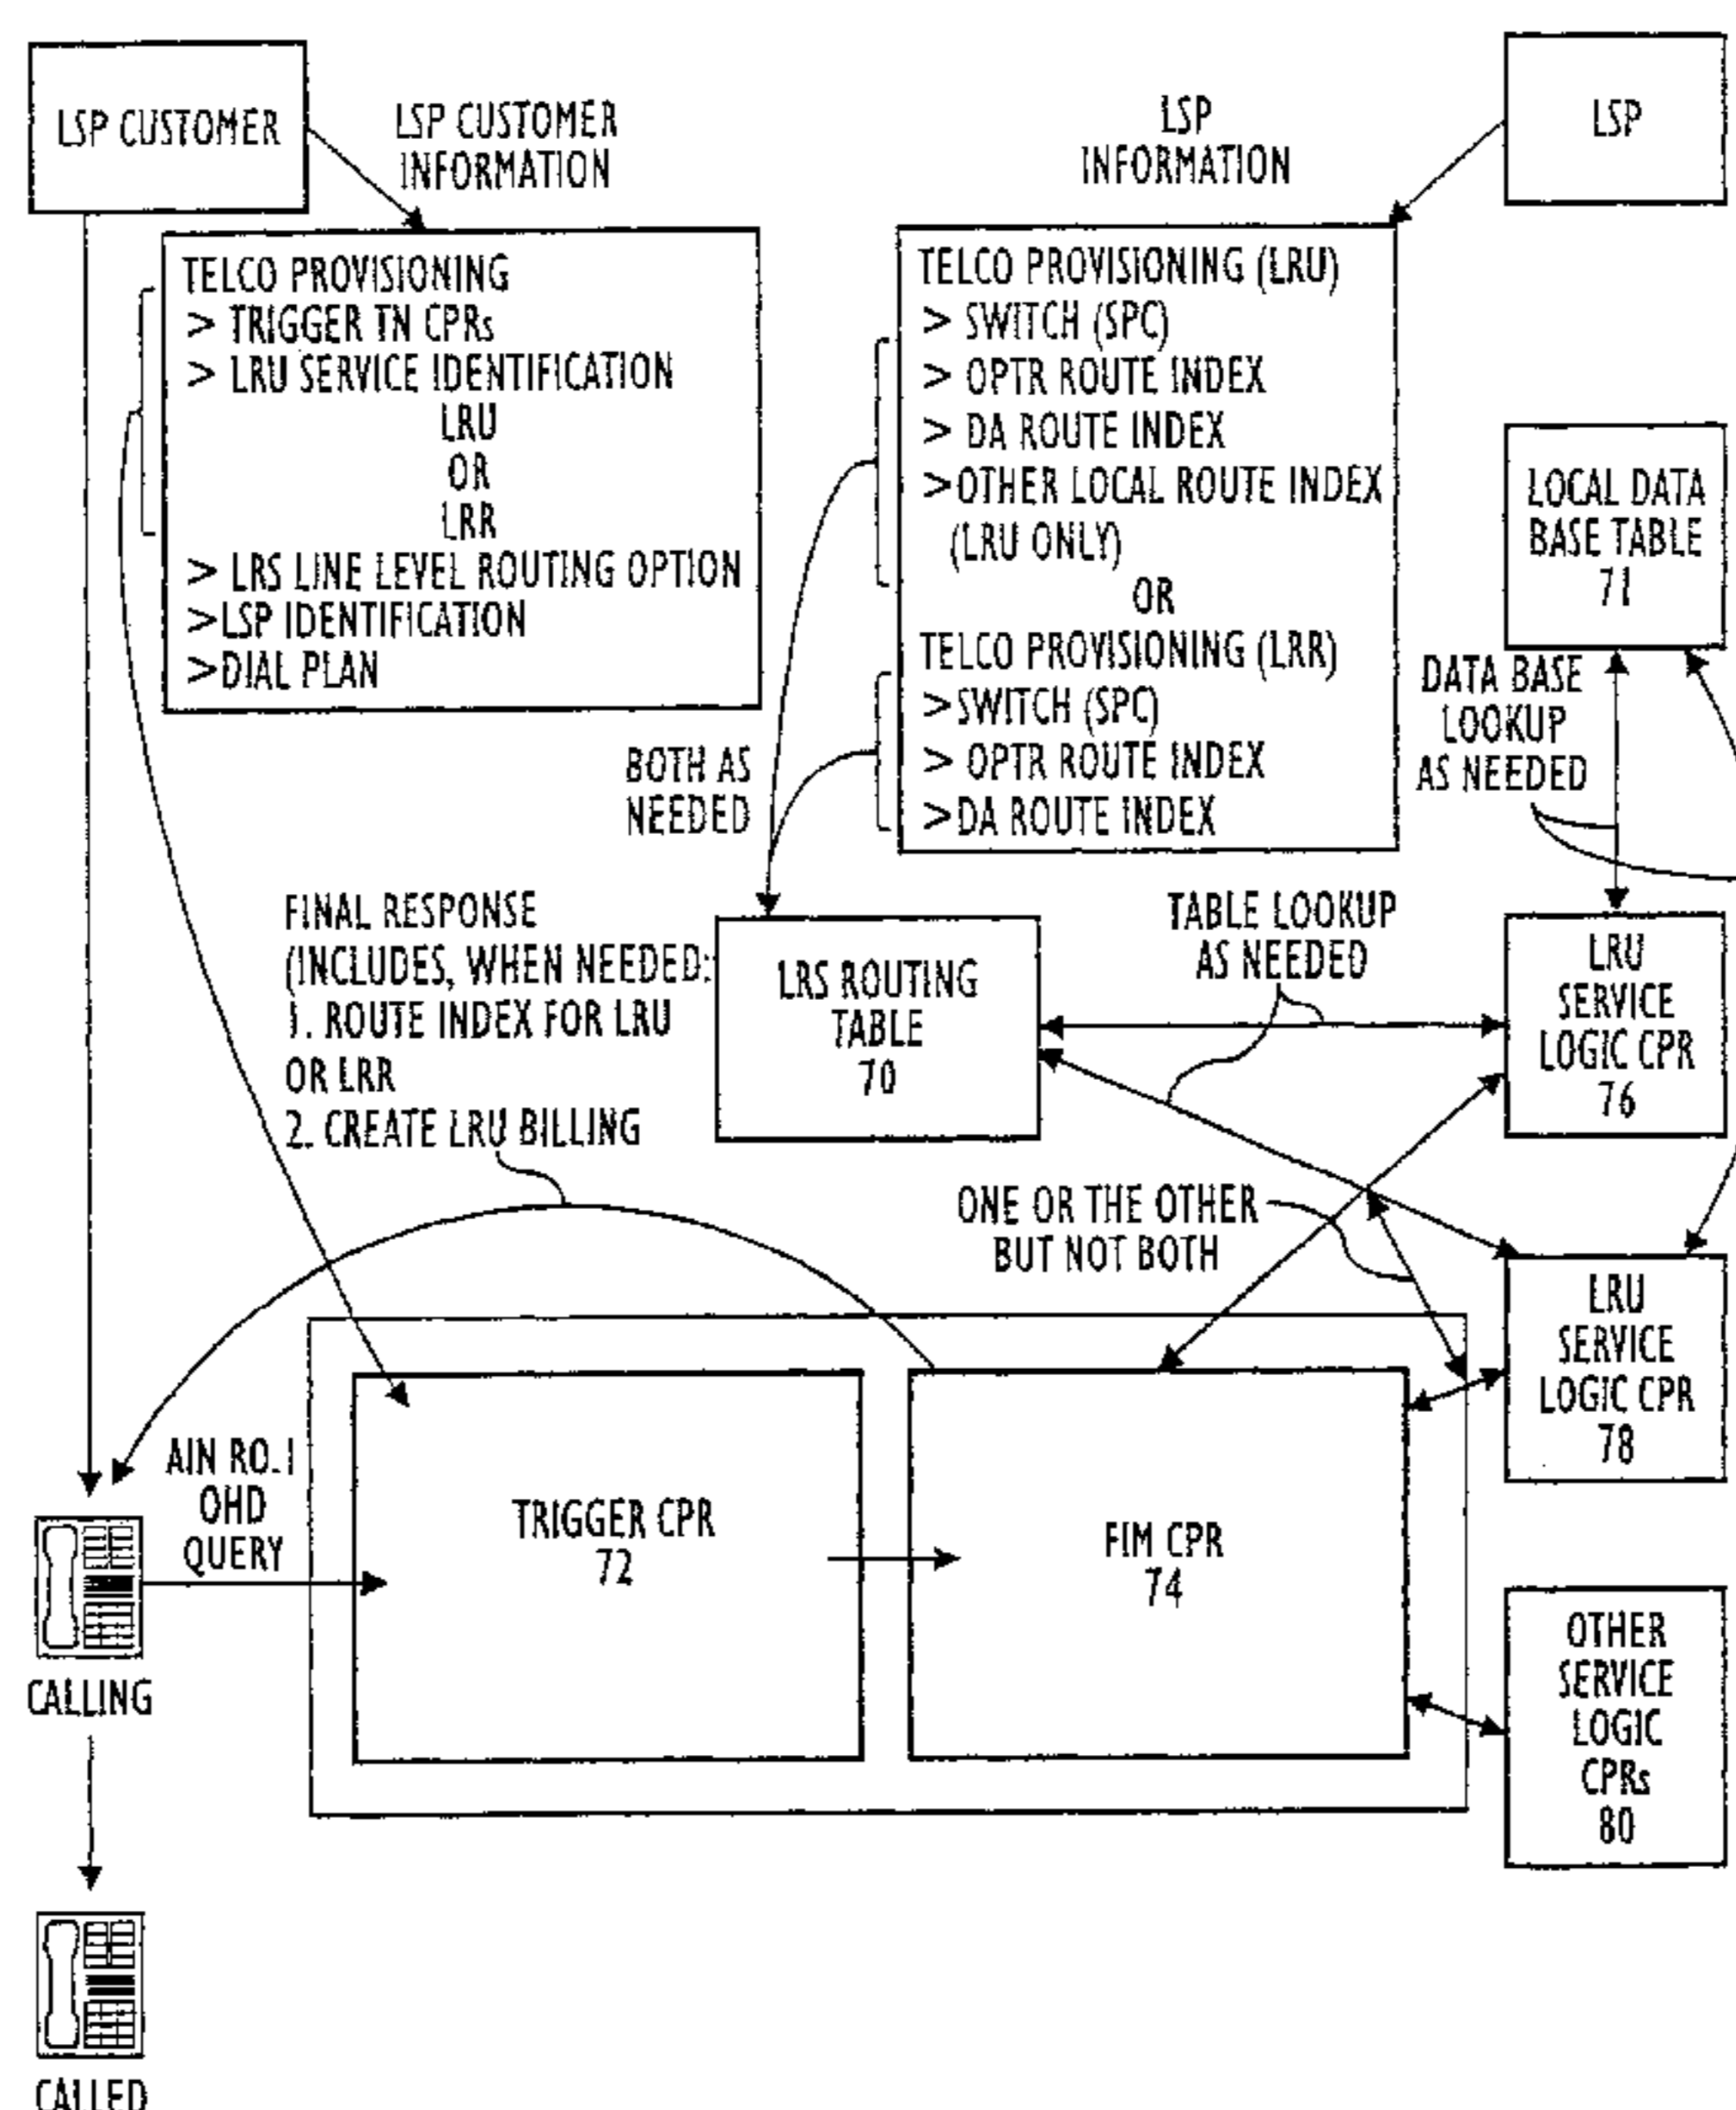 LSP CUSTOMER
LSP CUSTOMER
INFORMATION
LSP
INFORMATION
LSP
TELCO PROVISIONING
> TRIGGER TN CPRs
> LRU SERVICE IDENTIFICATION
LRU
OR
LRR
> LRS LINE LEVEL ROUTING OPTION
>LSP IDENTIFICATION
>DIAL PLAN
TELCO PROVISIONING (LRU)
> SWITCH (SPC)
> OPTR ROUTE INDEX
> DA ROUTE INDEX
>OTHER LOCAL ROUTE INDEX
(LRU ONLY)
OR
TELCO PROVISIONING (LRR)
>SWITCH (SPC)
> OPTR ROUTE INDEX
>DA ROUTE INDEX
LOCAL DATA
BASE TABLE
71
DATA BASE
LOOKUP
AS NEEDED
BOTH AS
NEEDED
FINAL RESPONSE
(INCLUDES, WHEN NEEDED:
1. ROUTE INDEX FOR LRU
OR LRR
2. CREATE LRU BILLING
LRS ROUTING
TABLE
70
TABLE LOOKUP
AS NEEDED
LRU
SERVICE
LOGIC CPR
76
ONE OR THE OTHER
BUT NOT BOTH
LRU
SERVICE
LOGIC CPR
78
AIN RO.1
OHD
QUERY
TRIGGER CPR
72
FIM CPR
74
OTHER
SERVICE
LOGIC
CPRs
80
CALLING
CALLED